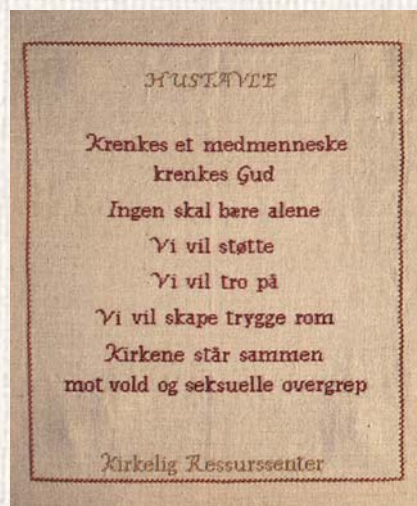 HUSTAVLE
Krenkes et medmenneske
krenkes Gud
Ingen skal bære alene
Vi vil støtte
Vi vil tro på
Vi vil skape trygge rom
Kirkene står sammen
mot vold og seksuelle overgrep
Kirkelig Ressurssenter